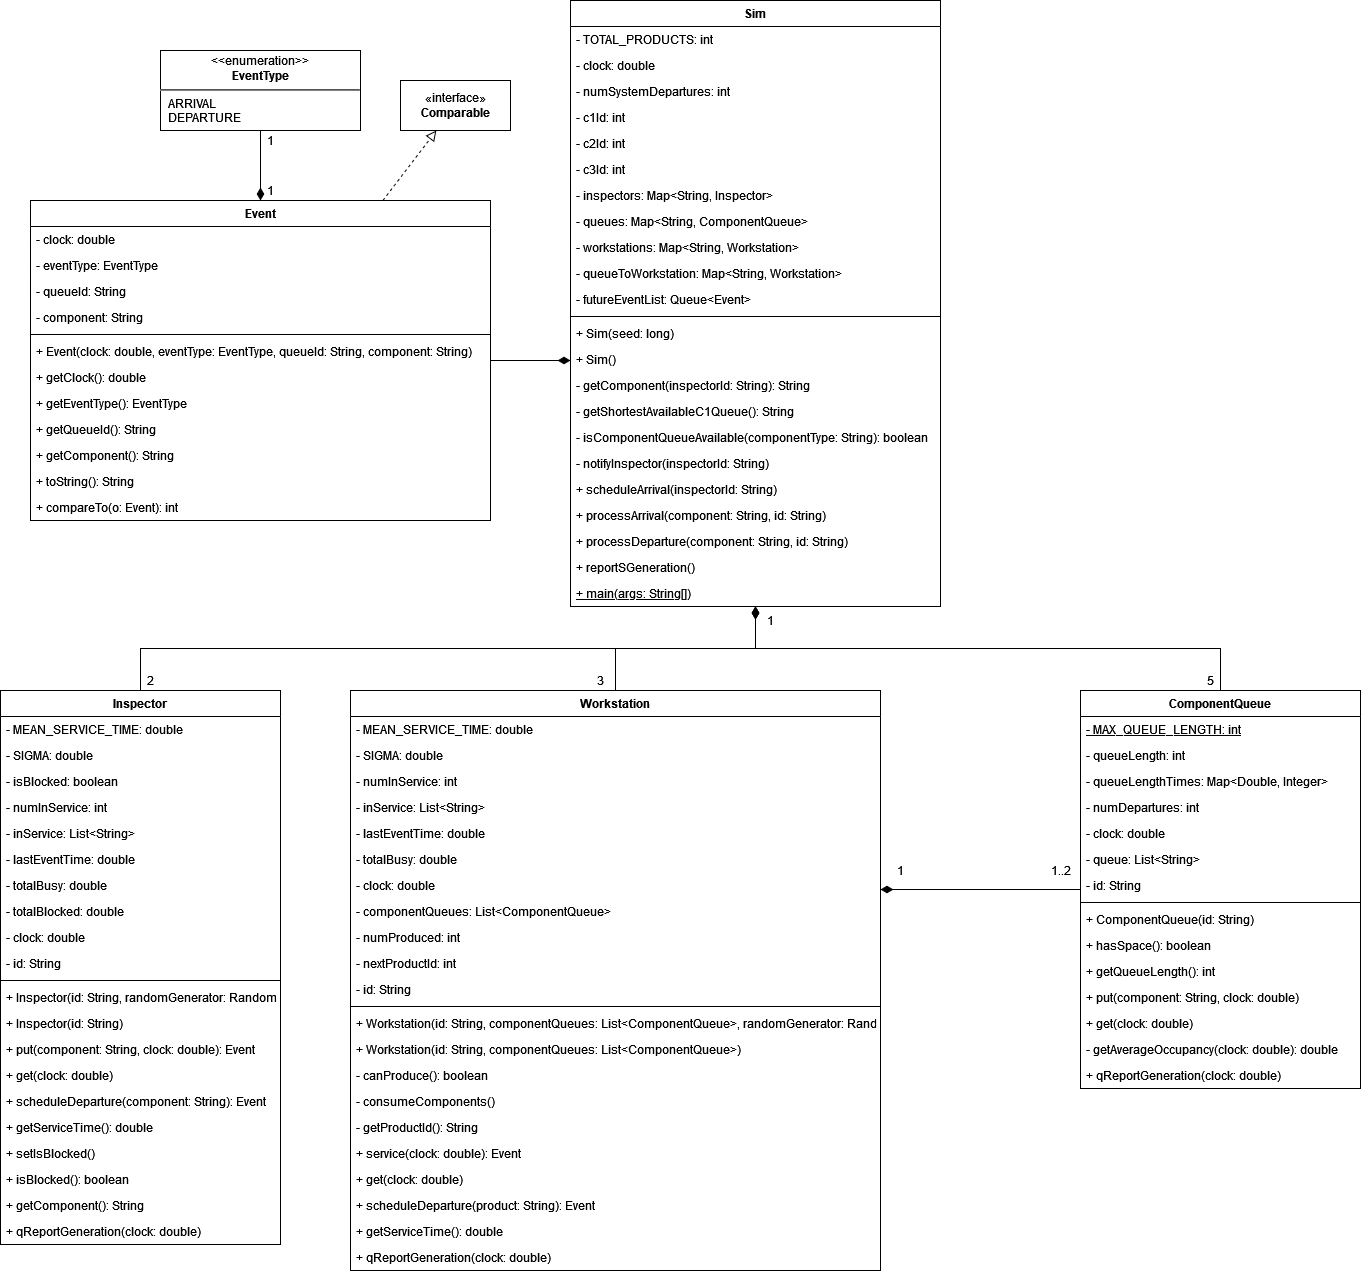 <<enumeration>>
EventType
ARRIVAL
DEPARTURE
1
1
«interface»
Comparable
Event
- clock: double
- eventType: EventType
- queueId: String
- component: String
+ Event(clock: double, eventType: EventType, queueId: String, component: String)
+ getClock(): double
+ getEventType(): EventType
+ getQueueId(): String
+ getComponent(): String
+ toString(): String
+ compareTo(o: Event): int
Sim
- TOTAL_PRODUCTS: int
- clock: double
- numSystemDepartures: int
- c1Id: int
- c2Id: int
- c3Id: int
- inspectors: Map<String, Inspector>
- queues: Map<String, ComponentQueue>
- workstations: Map<String, Workstation>
- queueToWorkstation: Map<String, Workstation>
- futureEventList: Queue<Event>
+ Sim(seed: long)
+ Sim()
- getComponent(inspectorId: String): String
- getShortestAvailableC1Queue(): String
- isComponentQueueAvailable(componentType: String): boolean
- notifyInspector(inspectorId: String)
+ scheduleArrival(inspectorId: String)
+ processArrival(component: String, id: String)
+ processDeparture(component: String, id: String)
+ reportSGeneration()
+ main(args: String[])
1
2
3
5
Inspector
- MEAN_SERVICE_TIME: double
- SIGMA: double
- isBlocked: boolean
- numInService: int
- inService: List<String>
- lastEventTime: double
- totalBusy: double
- totalBlocked: double
- clock: double
- id: String
+ Inspector(id: String, randomGenerator: Random
+ Inspector(id: String)
+ put(component: String, clock: double): Event
+ get(clock: double)
+ scheduleDeparture(component: String): Event
+ getServiceTime(): double
+ setIsBlocked()
+ isBlocked(): boolean
+ getComponent(): String
+ qReportGeneration(clock: double)
Workstation
- MEAN_SERVICE_TIME: double
- SIGMA: double
- numInService: int
- inService: List<String>
- lastEventTime: double
- totalBusy: double
- clock: double
- componentQueues: List<ComponentQueue>
- numProduced: int
- nextProductId: int
- id: String
+ Workstation(id: String, componentQueues: List<ComponentQueue>, randomGenerator: Rand
+ Workstation(id: String, componentQueues: List<ComponentQueue>)
- canProduce(): boolean
- consumeComponents()
- getProductId(): String
+ service(clock: double): Event
+ get(clock: double)
+ scheduleDeparture(product: String): Event
+ getServiceTime(): double
+ qReportGeneration(clock: double)
1
1..2
ComponentQueue
- MAX_QUEUE_LENGTH: int
- queueLength: int
- queueLengthTimes: Map<Double, Integer>
- numDepartures: int
- clock: double
- queue: List<String>
- id: String
+ ComponentQueue(id: String)
+ hasSpace(): boolean
+ getQueueLength(): int
+ put(component: String, clock: double)
+ get(clock: double)
- getAverageOccupancy(clock: double): double
+ qReportGeneration(clock: double)